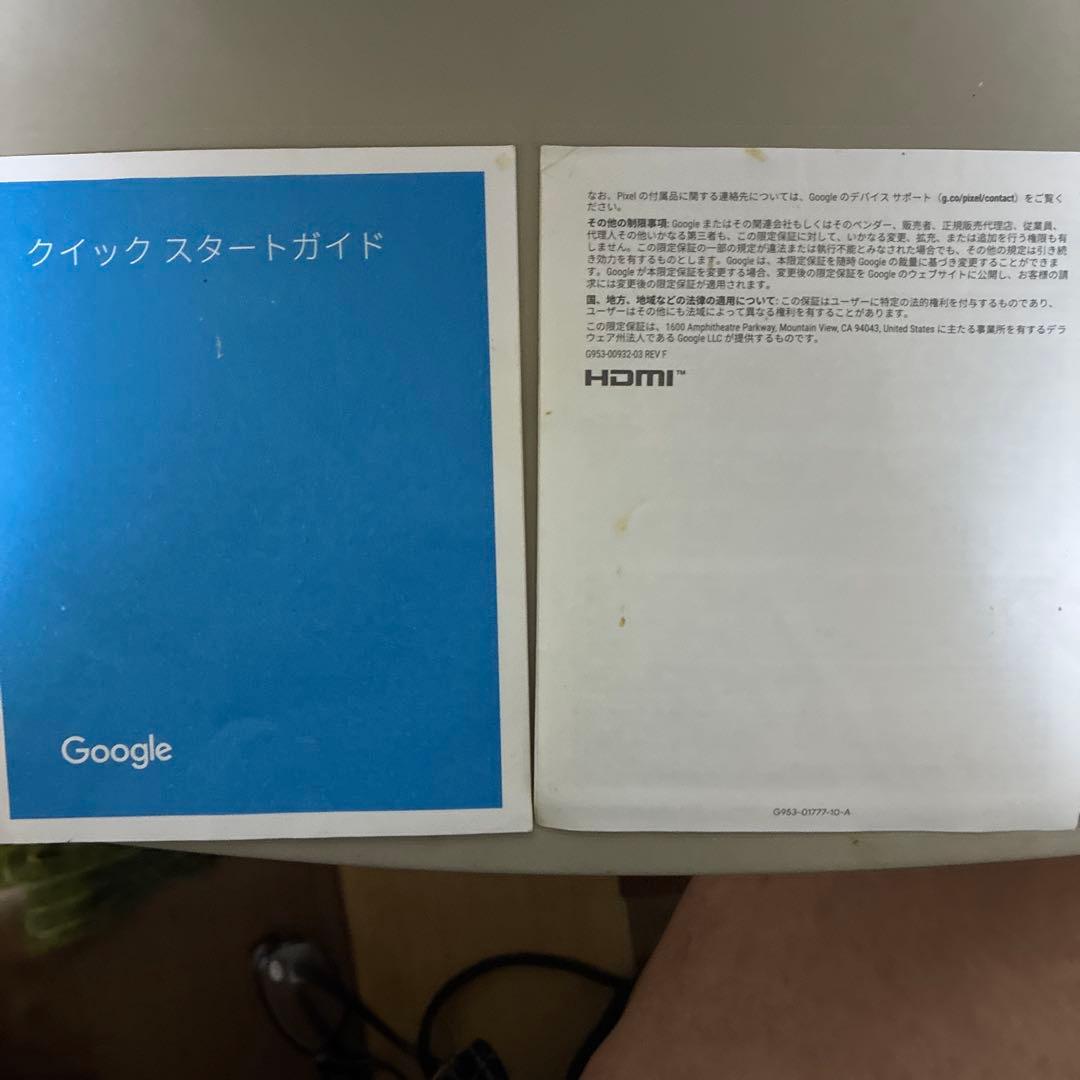 クイック スタートガイド
Google
なお、Pixel の付属品に関する連絡先については、Google のデバイス サポート（g.co/pixel/contact）をご覧く
ださい。
その他の制限事項: Google またはその関連会社もしくはそのベンダー、販売者、正規販売代理店、従業員、
代理人その他いかなる第三者も、この限定保証に対して、いかなる変更、拡充、または追加を行う権限も有
しません。この限定保証の一部の規定が違法または執行不能とみなされた場合でも、その他の規定は引き続
き効力を有するものとします。Google は、本限定保証を随時 Google の裁量に基づき変更することができま
す。Google が本限定保証を変更する場合、変更後の限定保証を Google のウェブサイトに公開し、お客様の請
求には変更後の限定保証が適用されます。
国、地方、地域などの法律の適用について: この保証はユーザーに特定の法的権利を付与するものであり、
ユーザーはその他にも法域によって異なる権利を有することがあります。
この限定保証は、1600 Amphitheatre Parkway, Mountain View, CA 94043, United States に主たる事業所を有するデラ
ウェア州法人である Google LLC が提供するものです。
G953-00932-03 REV F
HDMI™
G953-01777-10-A